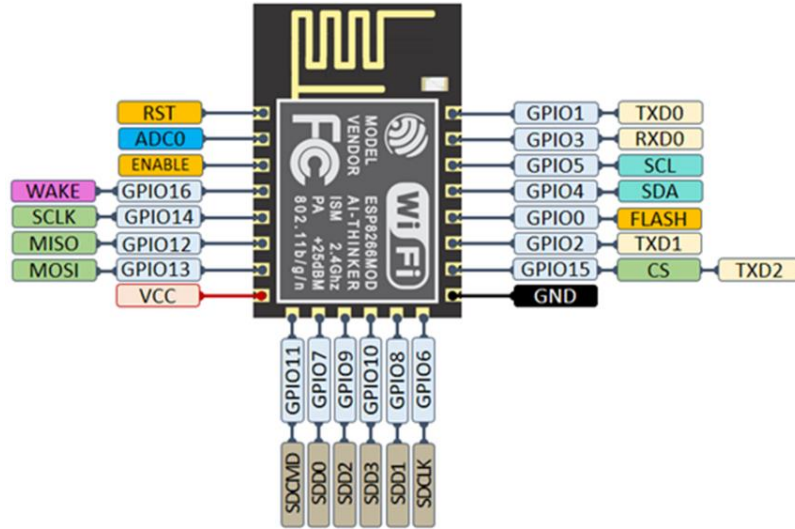 RST
ADC0
ENABLE
WAKE GPIO16
SCLK GPIO14
MISO GPIO12
MOSI GPIO13
VCC
MODEL
VENDOR
FC
WiFi
ESP8266MOD
AI-THINKER
ISM 2.4Ghz
PA +25dBM
802.11b/g/n
GPIO1 TXD0
GPIO3 RXD0
GPIO5 SCL
GPIO4 SDA
GPIO0 FLASH
GPIO2 TXD1
GPIO15 CS TXD2
GND
GPIO11 SDCMD
GPIO7 SDD0
GPIO9 SDD2
GPIO10 SDD3
GPIO8 SDD1
GPIO6 SDCLK